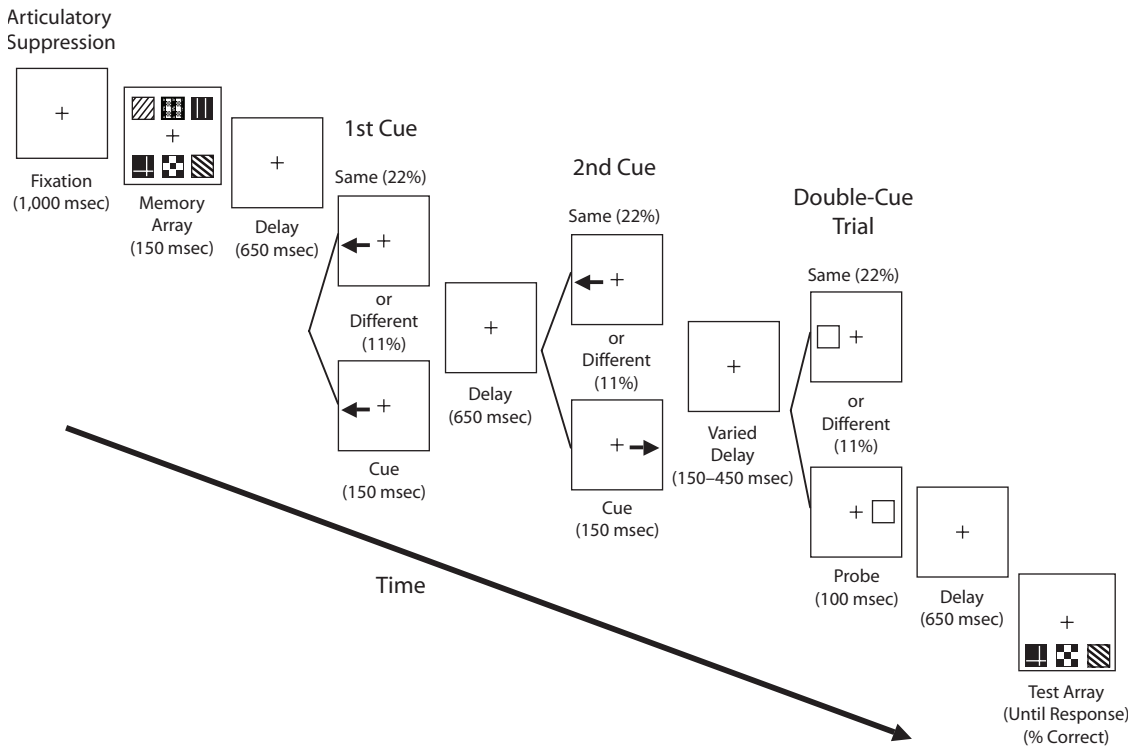 Articulatory
Suppression
Fixation
(1,000 msec)
Memory
Array
(150 msec)
Delay
(650 msec)
1st Cue
Same (22%)
or
Different
(11%)
Cue
(150 msec)
Delay
(650 msec)
2nd Cue
Same (22%)
or
Different
(11%)
Cue
(150 msec)
Varied
Delay
(150–450 msec)
Double-Cue
Trial
Same (22%)
or
Different
(11%)
Probe
(100 msec)
Delay
(650 msec)
Test Array
(Until Response)
(% Correct)
Time